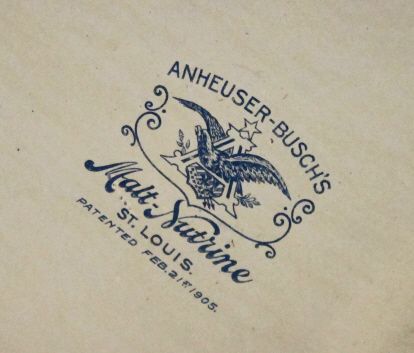 ANHEUSER-BUSCH'S
Malt-Nutrine
ST. LOUIS.
PATENTED FEB. 21st 1905.